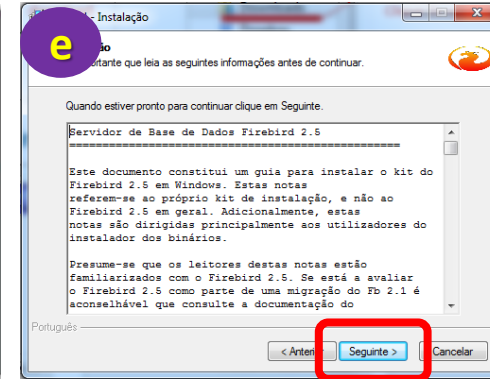 - Instalação
e
ortante que leia as seguintes informações antes de continuar.
Quando estiver pronto para continuar clique em Seguinte.
Servidor de Base de Dados Firebird 2.5
==================================================
Este documento constitui um guia para instalar o kit do
Firebird 2.5 em Windows. Estas notas
referem-se ao próprio kit de instalação, e não ao
Firebird 2.5 em geral. Adicionalmente, estas
notas são dirigidas principalmente aos utilizadores do
instalador dos binários.
Presume-se que os leitores destas notas estão
familiarizados com o Firebird 2.5. Se está a avaliar
o Firebird 2.5 como parte de uma migração do Fb 2.1 é
aconselhável que consulte a documentação do
Português
< Anteri Seguinte > Cancelar